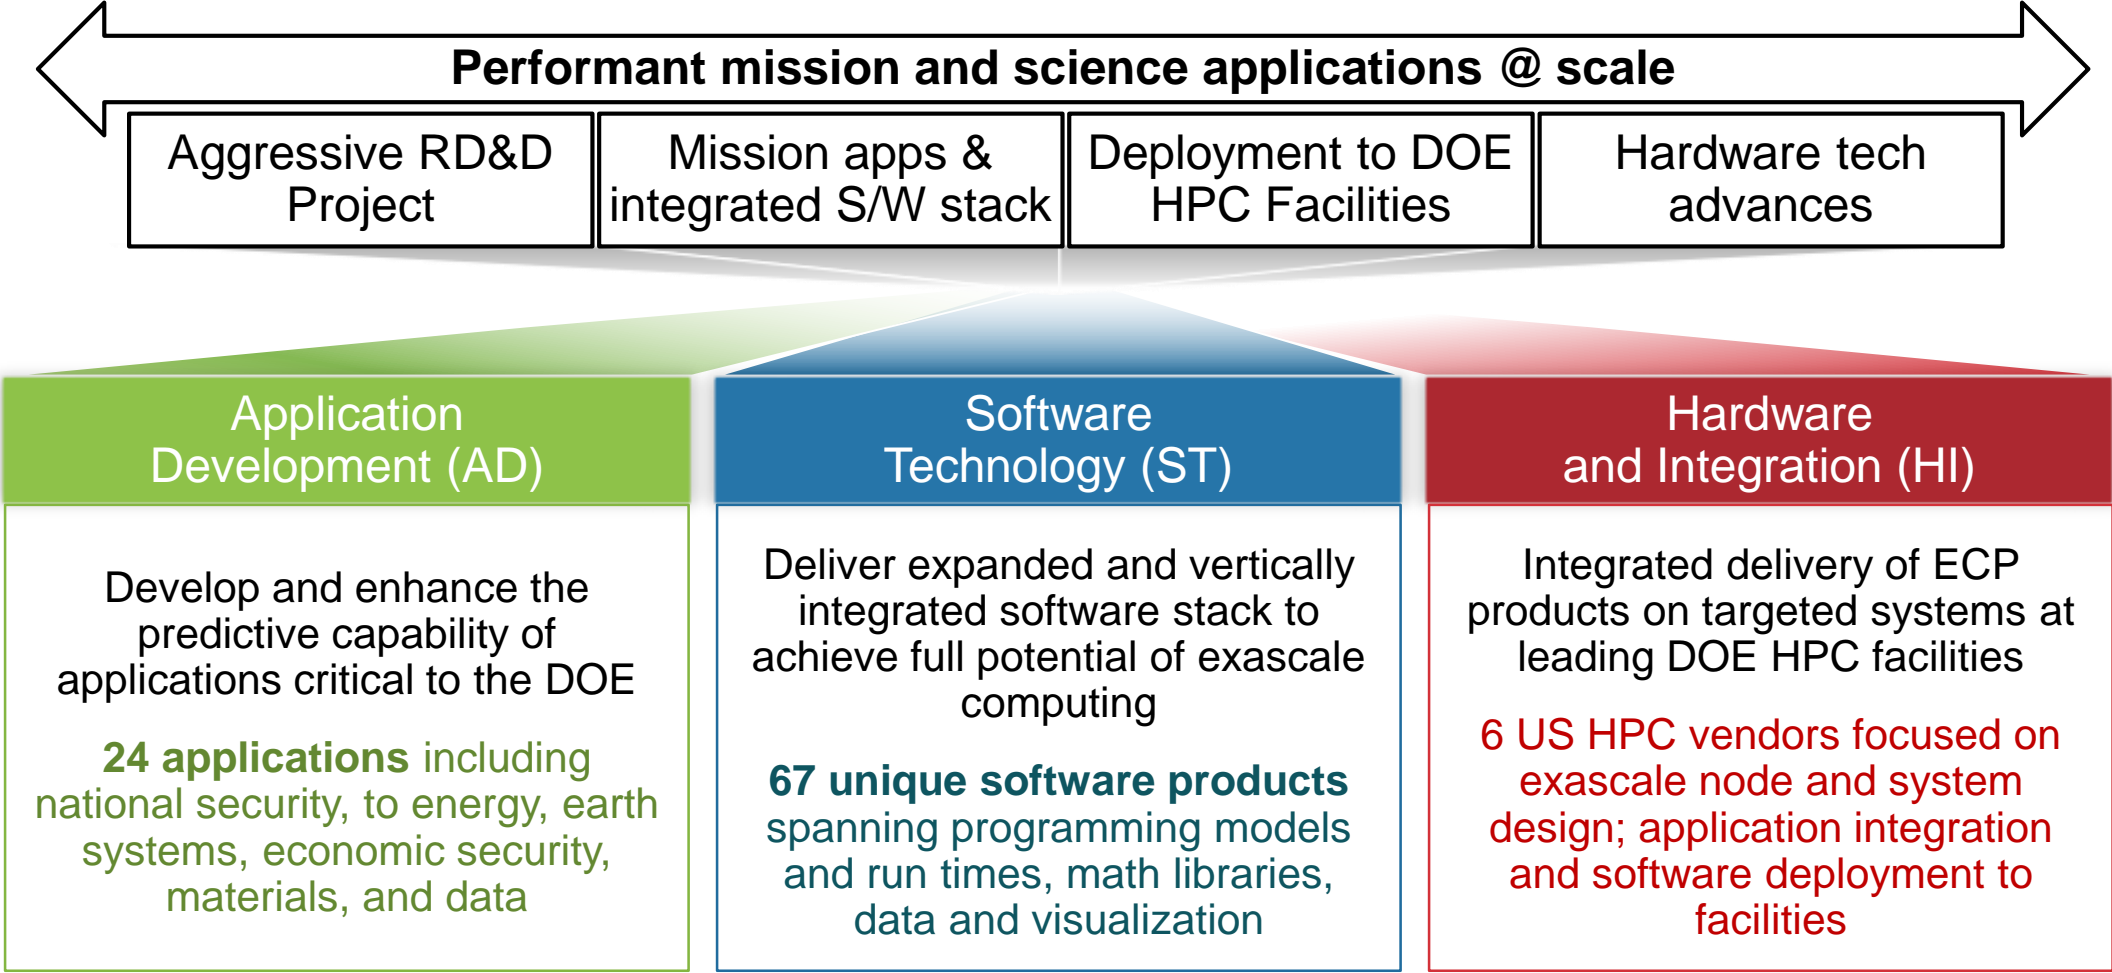 Performant mission and science applications @ scale
Aggressive RD&D
Project
Mission apps &
integrated S/W stack
Deployment to DOE
HPC Facilities
Hardware tech
advances
Application
Development (AD)
Develop and enhance the
predictive capability of
applications critical to the DOE
24 applications including
national security, to energy, earth
systems, economic security,
materials, and data
Software
Technology (ST)
Deliver expanded and vertically
integrated software stack to
achieve full potential of exascale
computing
67 unique software products
spanning programming models
and run times, math libraries,
data and visualization
Hardware
and Integration (HI)
Integrated delivery of ECP
products on targeted systems at
leading DOE HPC facilities
6 US HPC vendors focused on
exascale node and system
design; application integration
and software deployment to
facilities